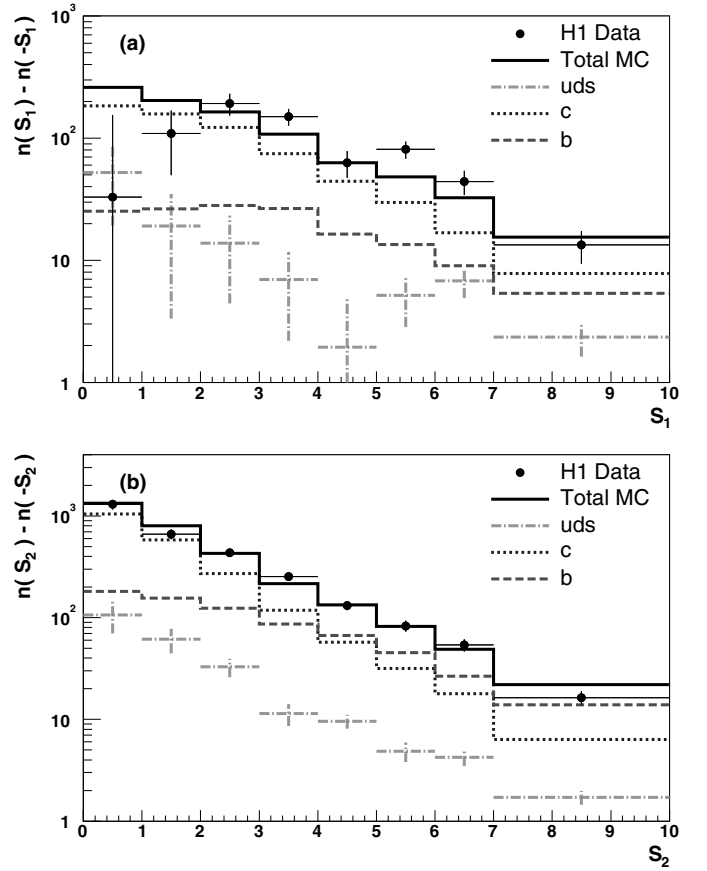 n( S₁ ) - n( -S₁ )
10³
10²
10
1
(a)
H1 Data
Total MC
uds
c
b
0 1 2 3 4 5 6 7 8 9 10
S₁
n( S₂ ) - n( -S₂ )
10³
10²
10
1
(b)
H1 Data
Total MC
uds
c
b
0 1 2 3 4 5 6 7 8 9 10
S₂